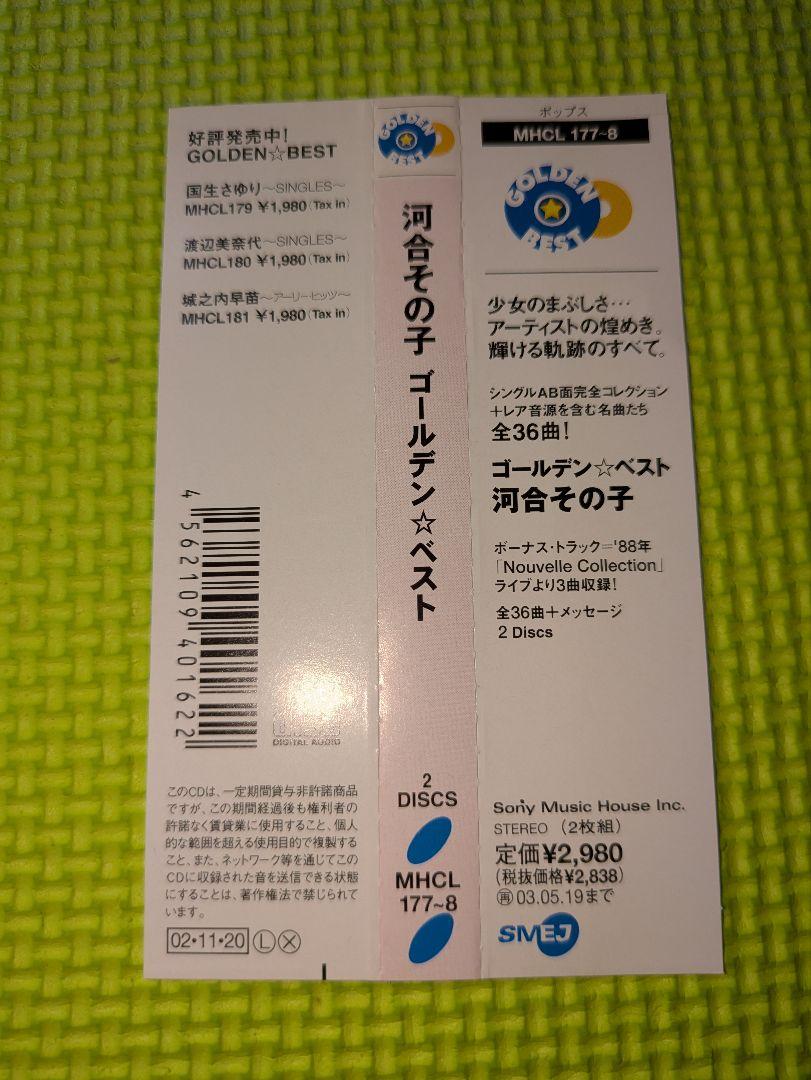 好評発売中!
GOLDEN☆BEST
国生さゆり~SINGLES~
MHCL179 ¥1,980(Tax in)
渡辺美奈代~SINGLES~
MHCL180 ¥1,980(Tax in)
城之内早苗~アーリーヒッツ~
MHCL181 ¥1,980(Tax in)
4 562109 401622
DIGITAL AUDIO
このCDは、一定期間貸与非許諾商品
ですが、この期間経過後も権利者の
許諾なく賃貸業に使用すること、個人
的な範囲を超える使用目的で複製する
こと、また、ネットワーク等を通じてこの
CDに収録された音を送信できる状態
にすることは、著作権法で禁じられて
います。
02•11•20 Ⓛ Ⓧ
GOLDEN
BEST
河合その子 ゴールデン☆ベスト
2
DISCS
MHCL
177~8
ポップス
MHCL 177~8
GOLDEN
BEST
少女のまぶしさ…
アーティストの煌めき。
輝ける軌跡のすべて。
シングルAB面完全コレクション
+レア音源を含む名曲たち
全36曲!
ゴールデン☆ベスト
河合その子
ボーナス・トラック='88年
「Nouvelle Collection」
ライブより3曲収録!
全36曲+メッセージ
2 Discs
Sony Music House Inc.
STEREO (2枚組)
定価¥2,980
(税抜価格¥2,838)
㊢03.05.19まで
SMEJ